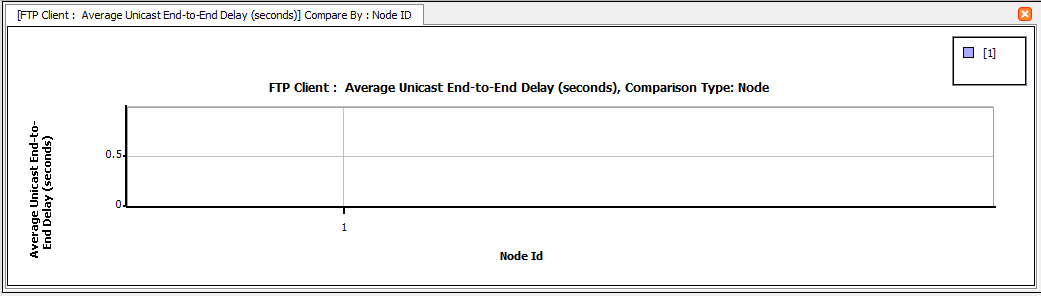 [FTP Client :  Average Unicast End-to-End Delay (seconds)] Compare By : Node ID
[1]
FTP Client :  Average Unicast End-to-End Delay (seconds), Comparison Type: Node
Average Unicast End-to-
End Delay (seconds)
0.5
0
1
Node Id